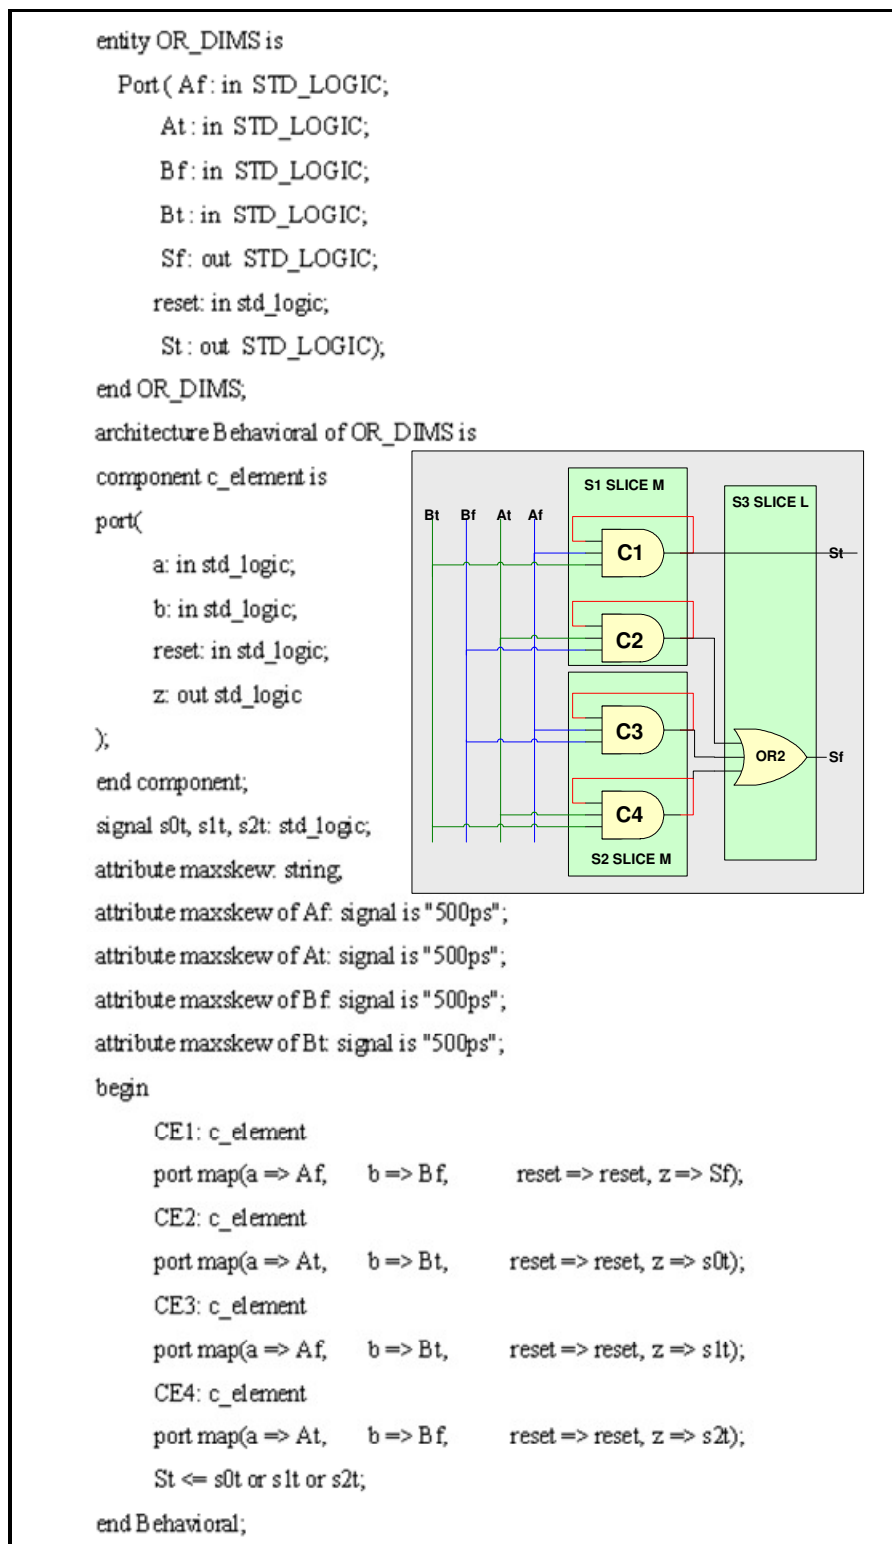 entity OR_DIMS is
Port ( Af : in STD_LOGIC;
At : in STD_LOGIC;
Bf : in STD_LOGIC;
Bt : in STD_LOGIC;
Sf : out STD_LOGIC;
reset: in std_logic;
St : out STD_LOGIC);
end OR_DIMS;
architecture Behavioral of OR_DIMS is
component c_element is
port(
a: in std_logic;
b: in std_logic;
reset: in std_logic;
z: out std_logic
);
end component;
signal s0t, s1t, s2t: std_logic;
attribute maxskew: string;
attribute maxskew of Af: signal is "500ps";
attribute maxskew of At: signal is "500ps";
attribute maxskew of Bf: signal is "500ps";
attribute maxskew of Bt: signal is "500ps";
begin
CE1: c_element
port map(a => Af, b => Bf, reset => reset, z => Sf);
CE2: c_element
port map(a => At, b => Bt, reset => reset, z => s0t);
CE3: c_element
port map(a => Af, b => Bt, reset => reset, z => s1t);
CE4: c_element
port map(a => At, b => Bf, reset => reset, z => s2t);
St <= s0t or s1t or s2t;
end Behavioral;
S1 SLICE M
S3 SLICE L
Bt Bf At Af
C1
St
C2
C3
OR2
Sf
C4
S2 SLICE M